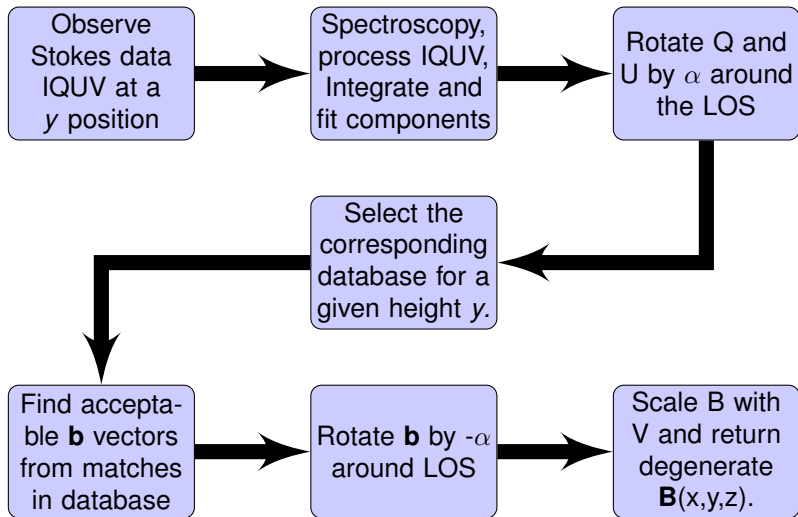 Observe
Stokes data
IQUV at a
y position
Spectroscopy,
process IQUV,
Integrate and
fit components
Rotate Q and
U by α around
the LOS
Select the
corresponding
database for a
given height y.
Find accepta-
ble b vectors
from matches
in database
Rotate b by -α
around LOS
Scale B with
V and return
degenerate
B(x,y,z).